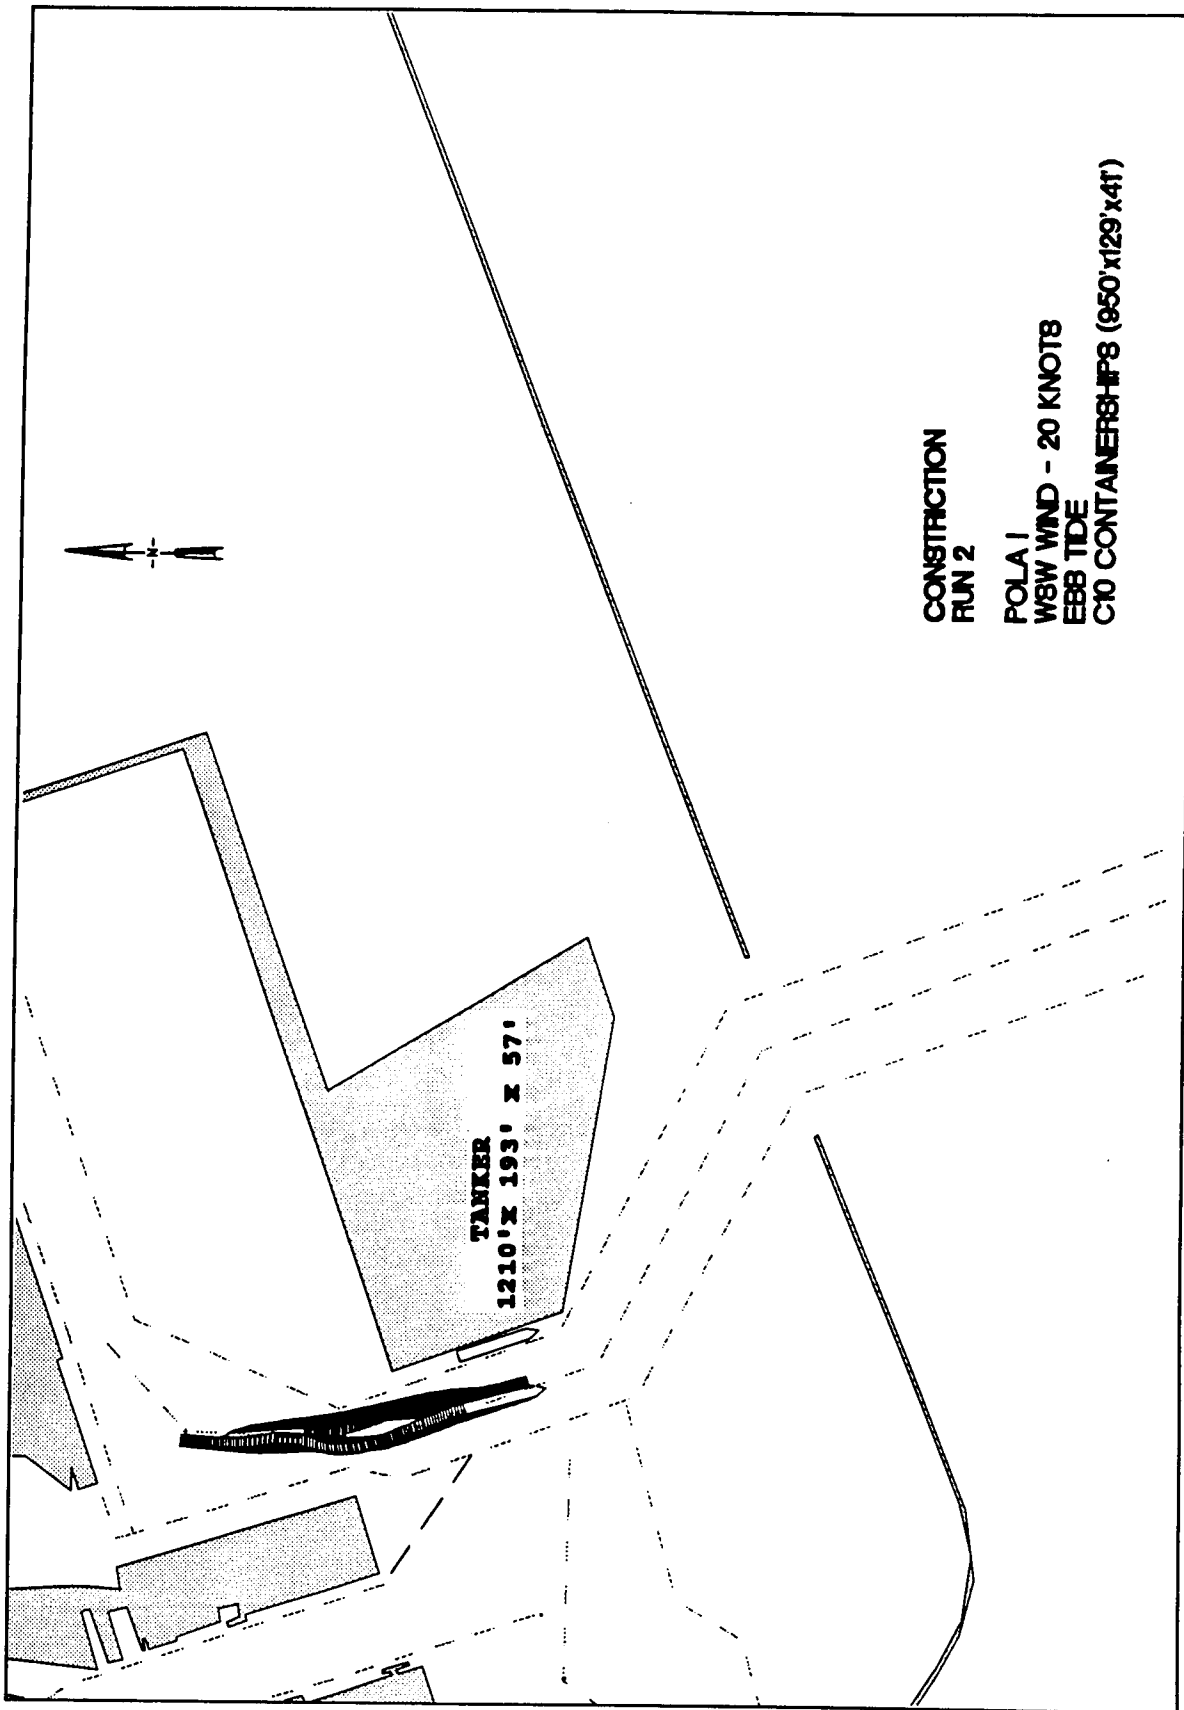 -N-
TANKER
1210'X 193' X 57'
CONSTRICTION
RUN 2
POLA I
WSW WIND - 20 KNOTS
EBB TIDE
C10 CONTAINERSHIPS (950'x129'x41')